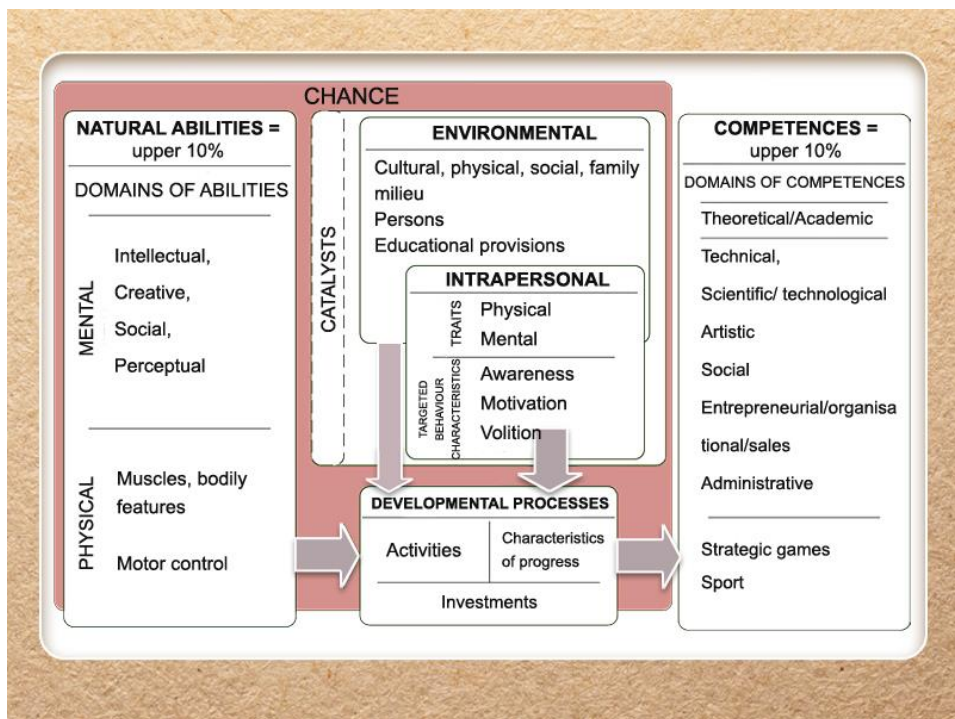 CHANCE
NATURAL ABILITIES =
upper 10%
DOMAINS OF ABILITIES
MENTAL
Intellectual,
Creative,
Social,
Perceptual
PHYSICAL
Muscles, bodily
features
Motor control
CATALYSTS
ENVIRONMENTAL
Cultural, physical, social, family
milieu
Persons
Educational provisions
INTRAPERSONAL
TRAITS
Physical
Mental
TARGETED
BEHAVIOUR
CHARACTERISTICS
Awareness
Motivation
Volition
DEVELOPMENTAL PROCESSES
Activities
Characteristics
of progress
Investments
COMPETENCES =
upper 10%
DOMAINS OF COMPETENCES
Theoretical/Academic
Technical,
Scientific/ technological
Artistic
Social
Entrepreneurial/organisa
tional/sales
Administrative
Strategic games
Sport